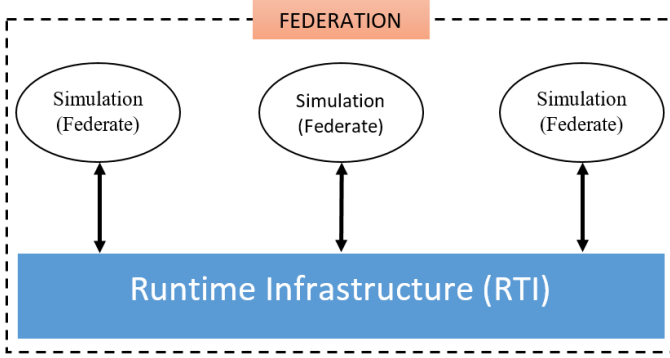 FEDERATION
Simulation
(Federate)
Simulation
(Federate)
Simulation
(Federate)
Runtime Infrastructure (RTI)